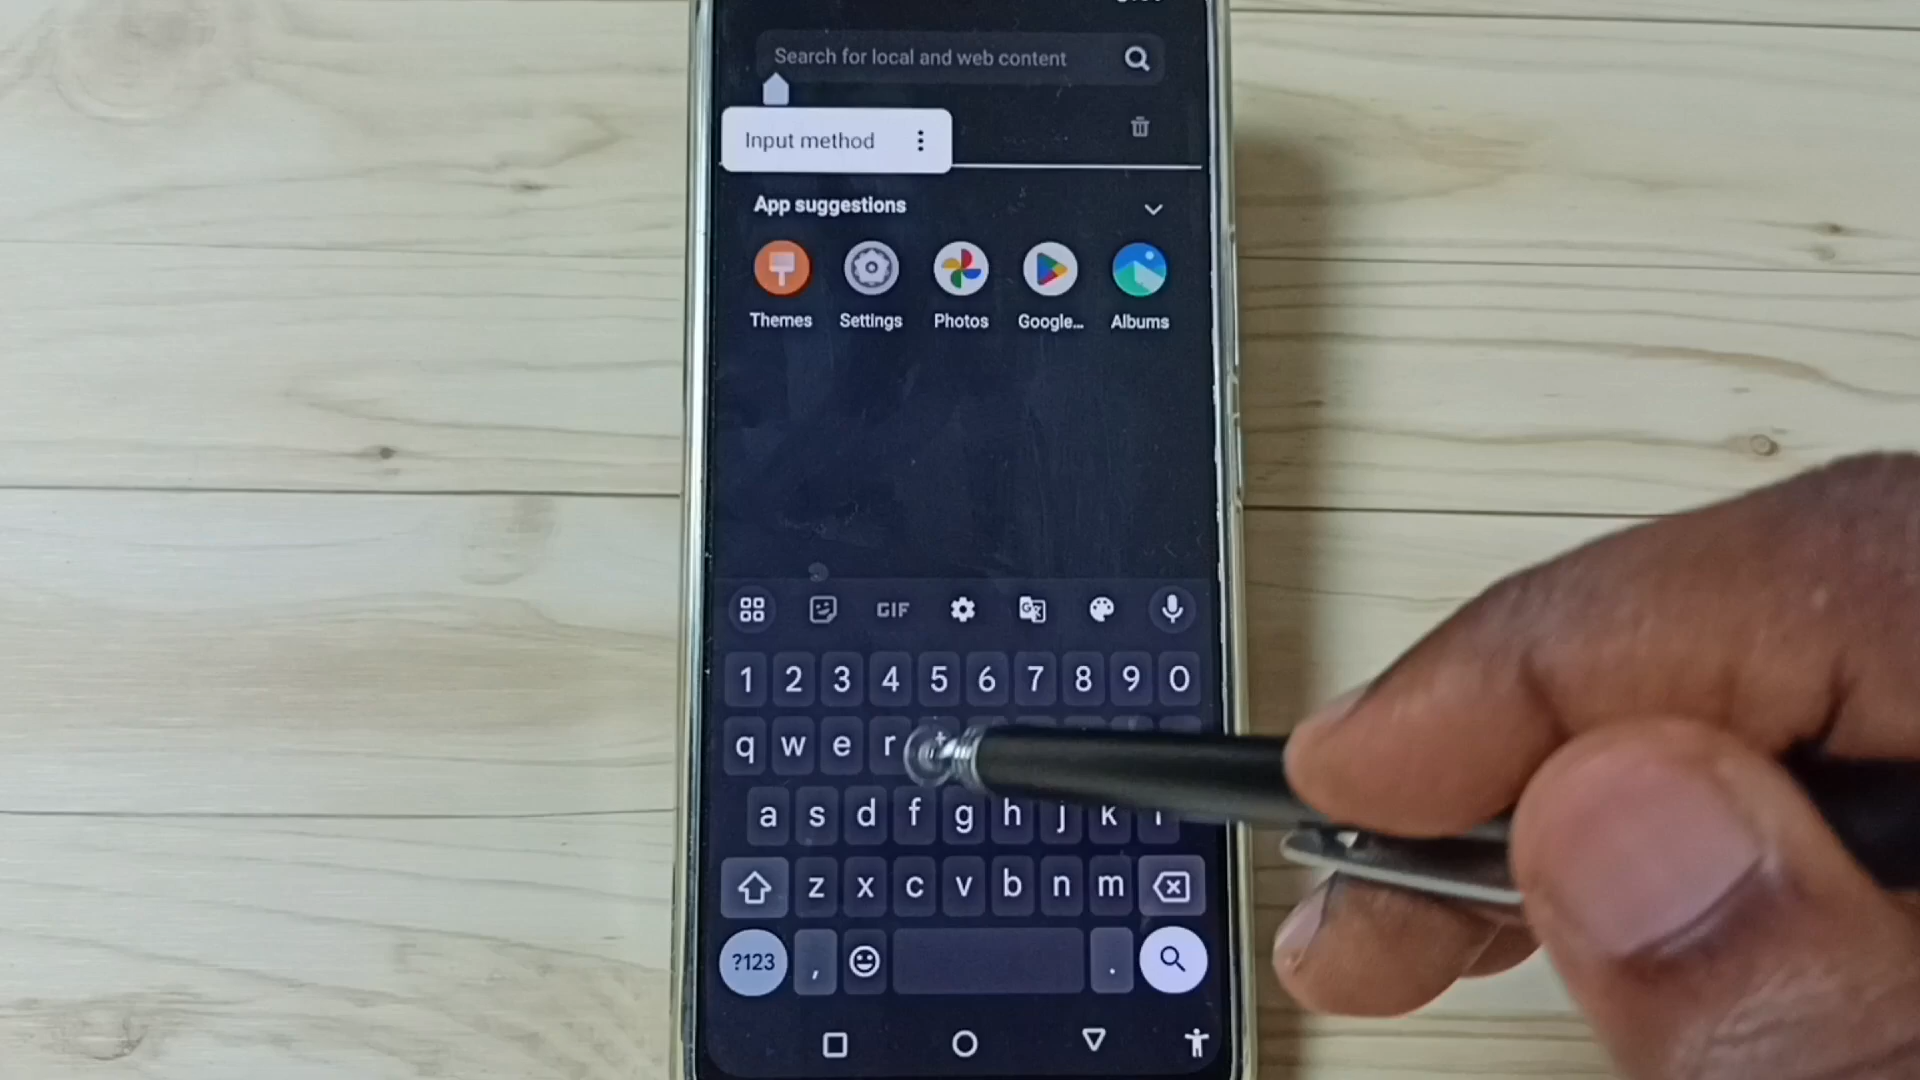 Search for local and web content
Input method
App suggestions
Themes Settings Photos Google... Albums
GIF
1 2 3 4 5 6 7 8 9 0
q w e r t
a s d f g h j k l
z x c v b n m
?123 , .